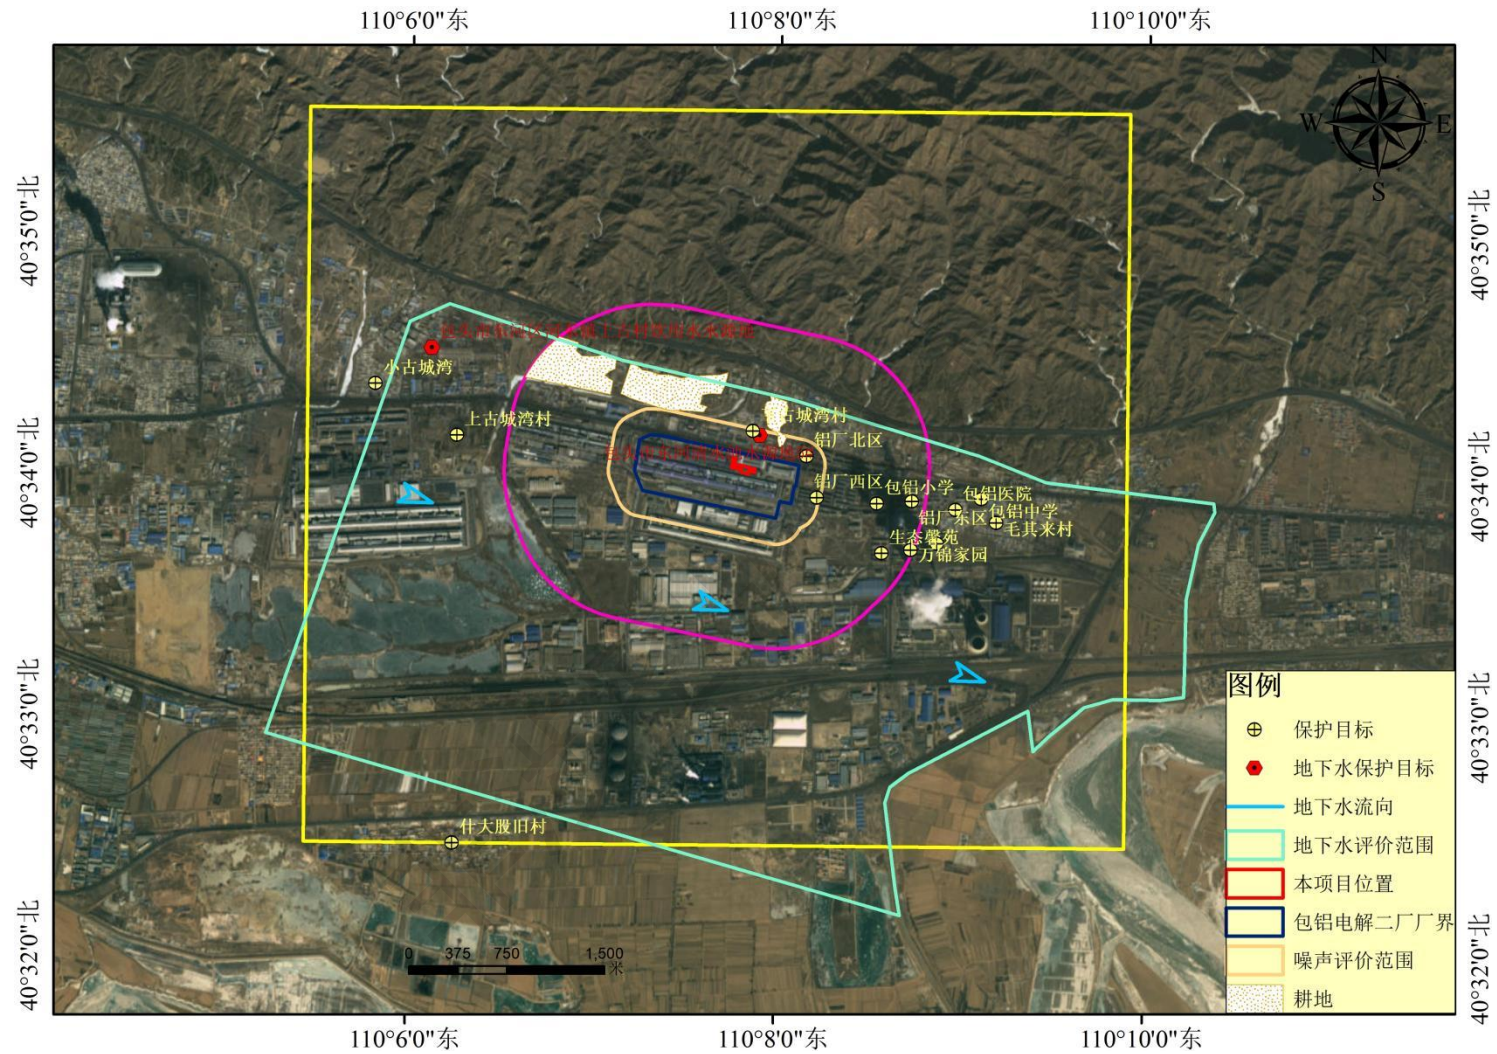 110°6'0"东
110°8'0"东
110°10'0"东
N
W
E
S
40°35'0"北
40°35'0"北
小古城湾
上古城湾村
古城湾村
铝厂北区
40°34'0"北
40°34'0"北
铝厂西区
包铝小学
包铝医院
铝厂东区
包铝中学
毛其来村
生态馨苑
万锦家园
40°33'0"北
40°33'0"北
什大股旧村
图例
保护目标
地下水保护目标
地下水流向
地下水评价范围
本项目位置
包铝电解二厂厂界
噪声评价范围
耕地
0 375 750 1,500
米
40°32'0"北
40°32'0"北
110°6'0"东
110°8'0"东
110°10'0"东